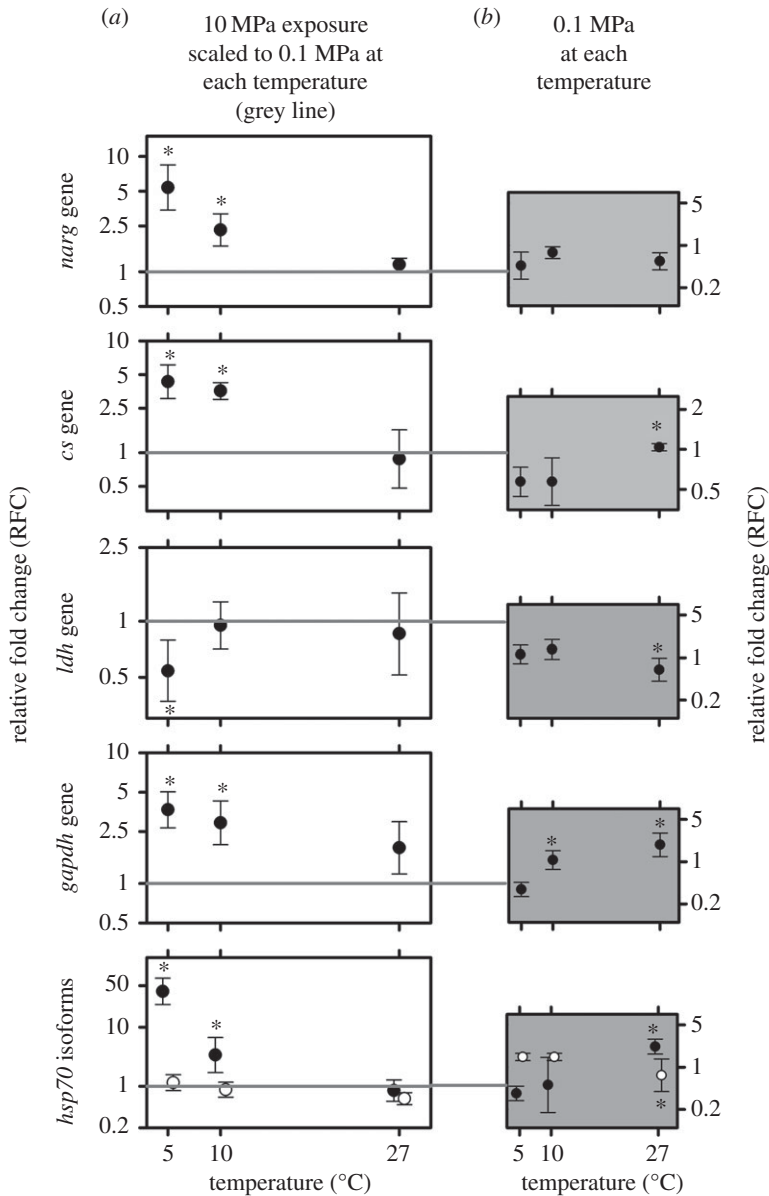 (a)
10 MPa exposure
scaled to 0.1 MPa at
each temperature
(grey line)
(b)
0.1 MPa
at each
temperature
relative fold change (RFC)
narg gene
10
5
2.5
1
0.5
*
*
5
1
0.2
cs gene
10
5
2.5
1
0.5
*
*
2
1
0.5
*
ldh gene
2.5
1
0.5
*
5
1
0.2
*
gapdh gene
10
5
2.5
1
0.5
*
*
5
1
0.2
*
*
hsp70 isoforms
50
10
1
0.2
*
*
5
1
0.2
*
*
relative fold change (RFC)
5 10 27
temperature (°C)
5 10 27
temperature (°C)